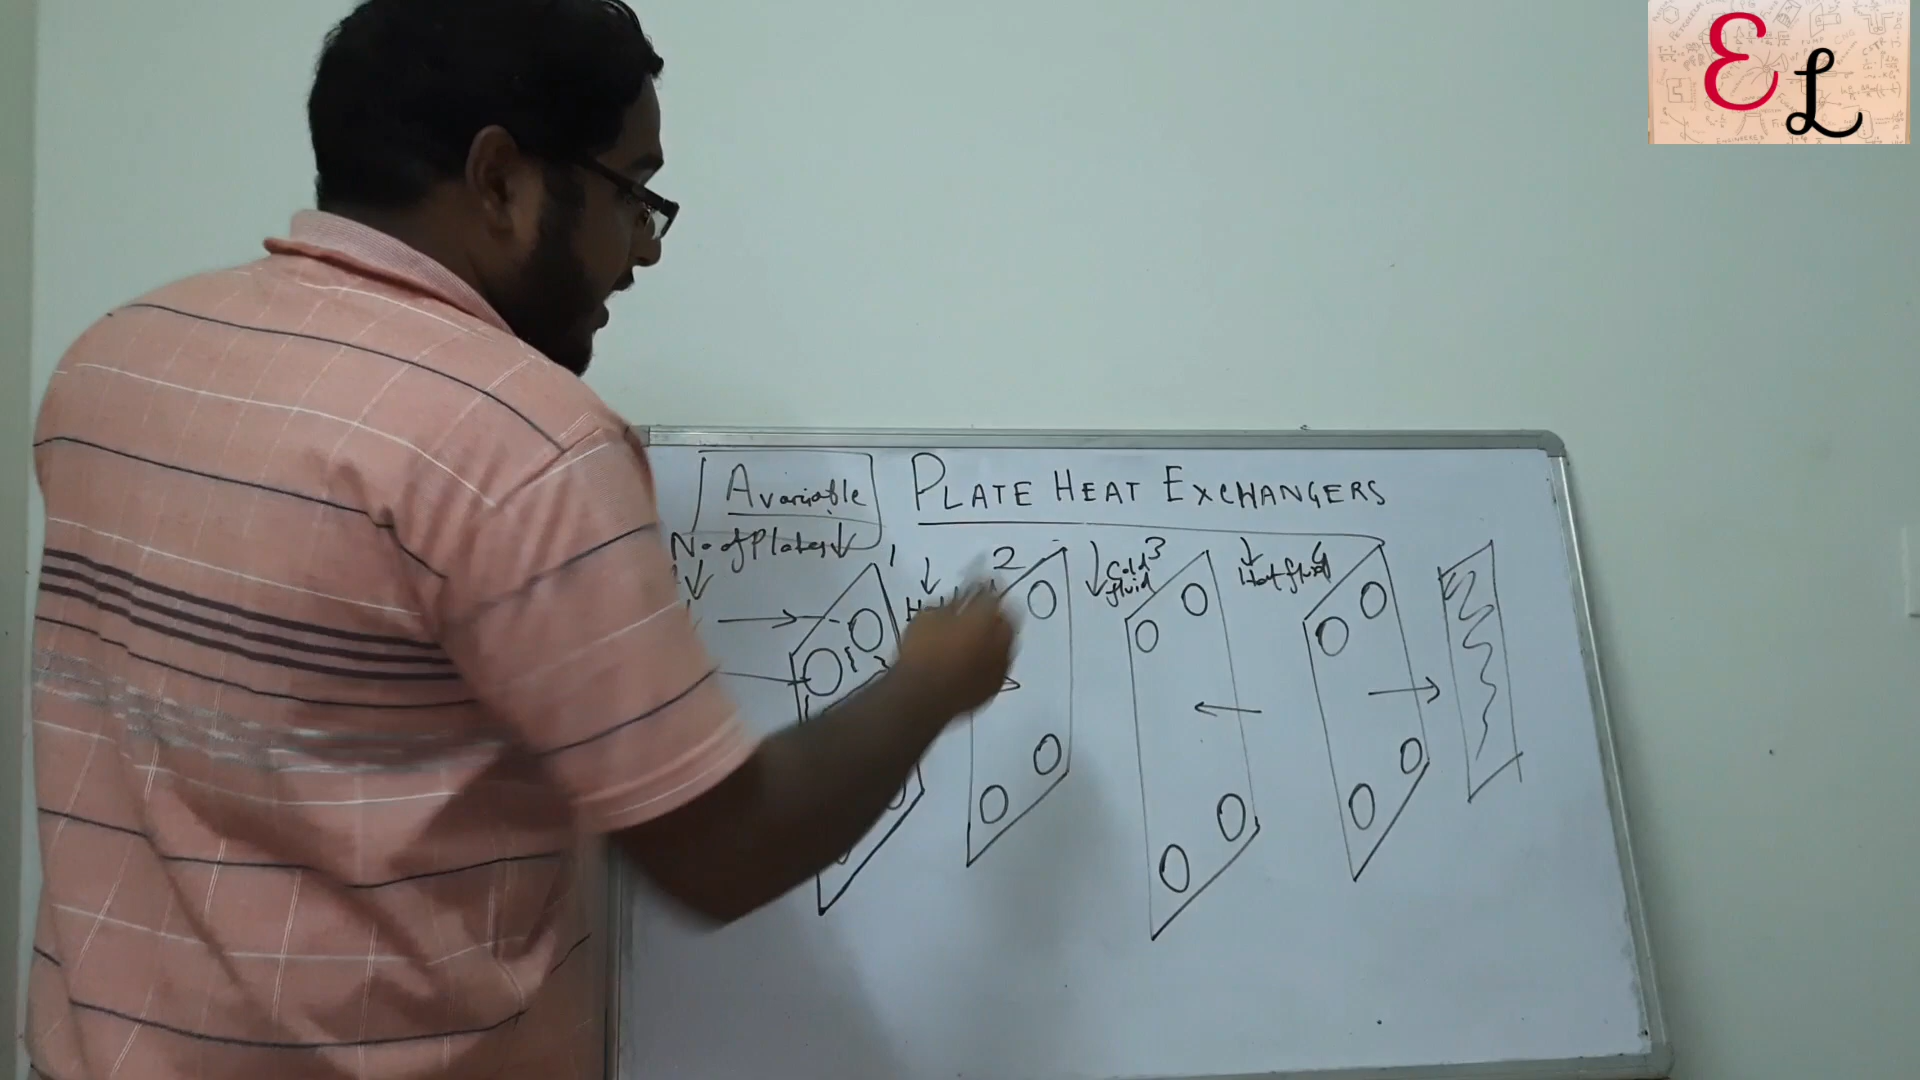 EL
A variable
PLATE HEAT EXCHANGERS
No. of Plates ↓
1
2
3
4
Cold
fluid
Hot fluid